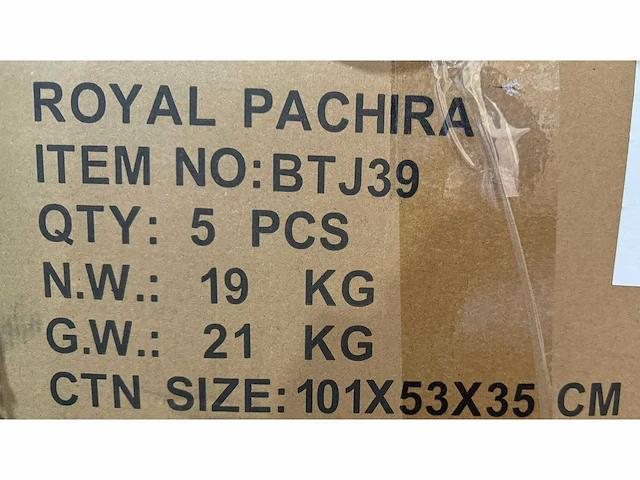 ROYAL PACHIRA
ITEM NO:BTJ39
QTY: 5 PCS
N.W.: 19 KG
G.W.: 21 KG
CTN SIZE:101X53X35 CM